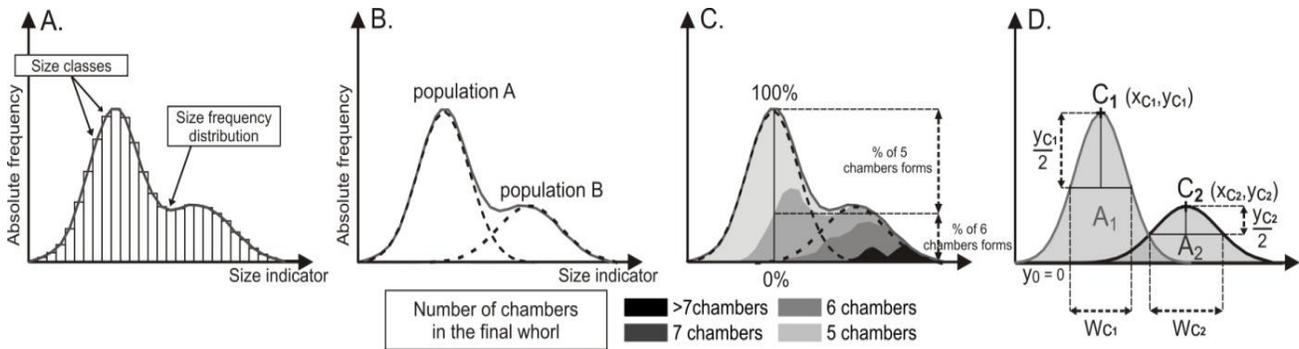 A.
Absolute frequency
Size classes
Size frequency
distribution
Size indicator
B.
Absolute frequency
population A
population B
Size indicator
C.
Absolute frequency
100%
% of 5
chambers forms
% of 6
chambers forms
0%
D.
C1 (xC1,yC1)
yC1
2
C2 (xC2,yC2)
yC2
2
A1
A2
y0 = 0
WC1
WC2
Number of chambers
in the final whorl
>7chambers
6 chambers
7 chambers
5 chambers